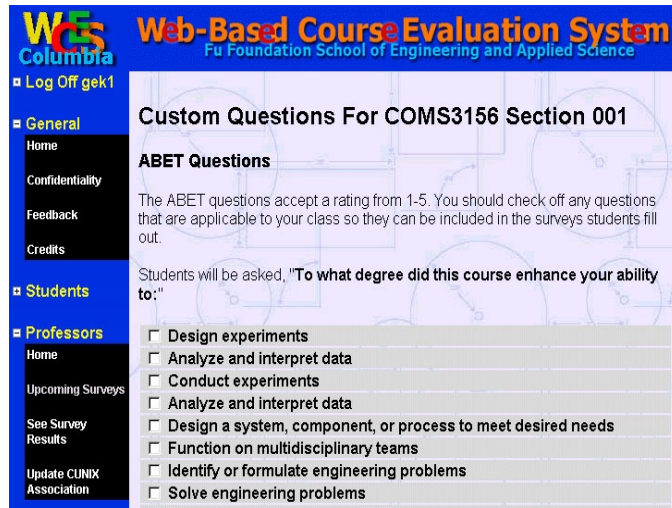 WCES
Columbia
Web-Based Course Evaluation System
Fu Foundation School of Engineering and Applied Science
Log Off gek1
General
Home
Confidentiality
Feedback
Credits
Students
Professors
Home
Upcoming Surveys
See Survey
Results
Update CUNIX
Association
Custom Questions For COMS3156 Section 001
ABET Questions
The ABET questions accept a rating from 1-5. You should check off any questions
that are applicable to your class so they can be included in the surveys students fill
out.
Students will be asked, "To what degree did this course enhance your ability
to:"
Design experiments
Analyze and interpret data
Conduct experiments
Analyze and interpret data
Design a system, component, or process to meet desired needs
Function on multidisciplinary teams
Identify or formulate engineering problems
Solve engineering problems